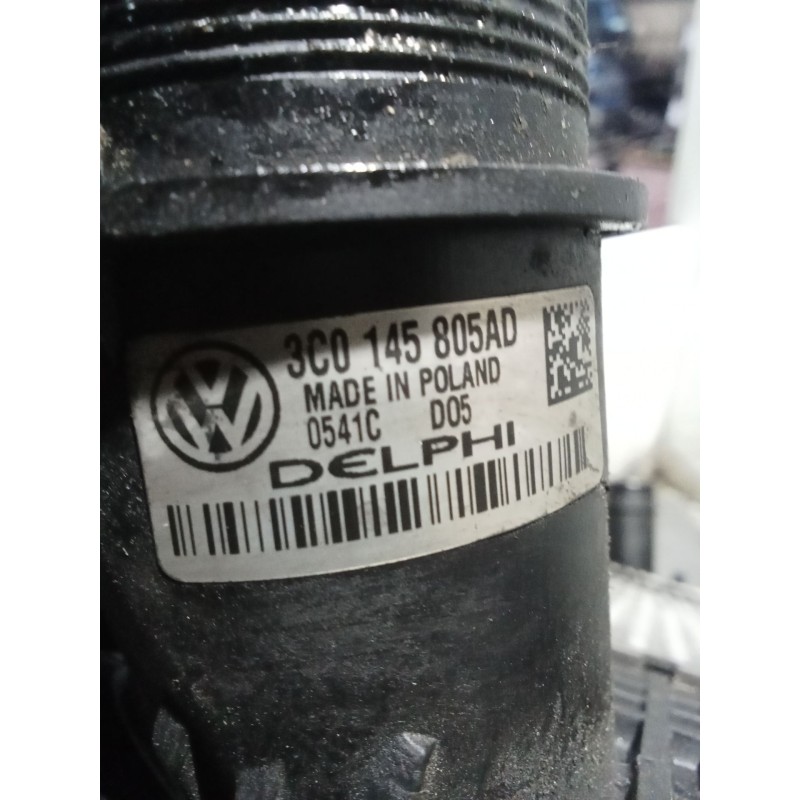 3C0 145 805AD
MADE IN POLAND
0541C D05
DELPHI